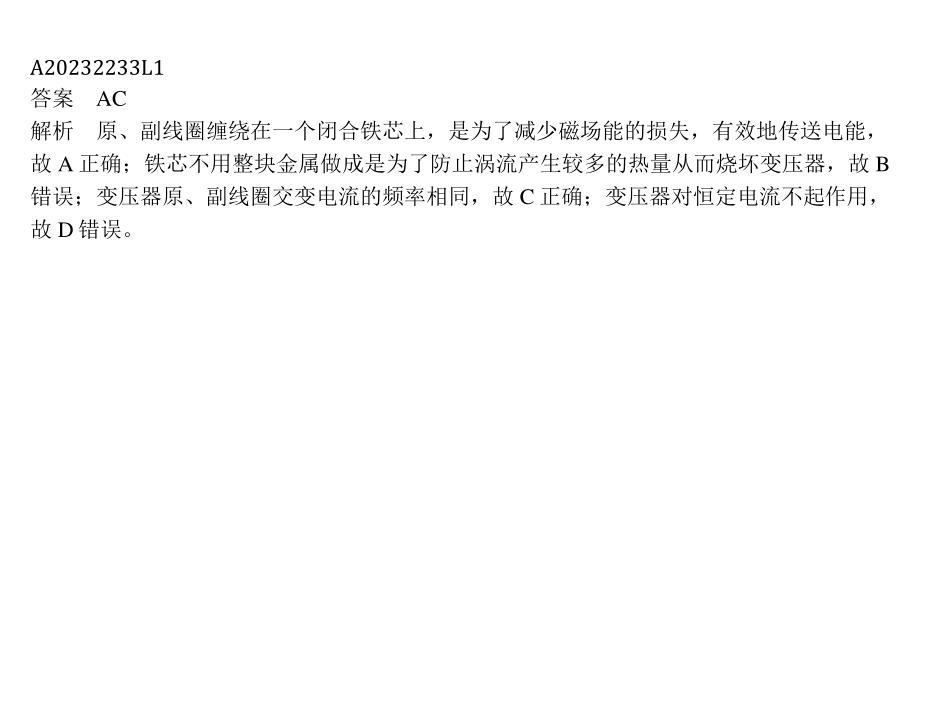 A20232233L1
答案 AC
解析 原、副线圈缠绕在一个闭合铁芯上，是为了减少磁场能的损失，有效地传送电能，
故 A 正确；铁芯不用整块金属做成是为了防止涡流产生较多的热量从而烧坏变压器，故 B
错误；变压器原、副线圈交变电流的频率相同，故 C 正确；变压器对恒定电流不起作用，
故 D 错误。